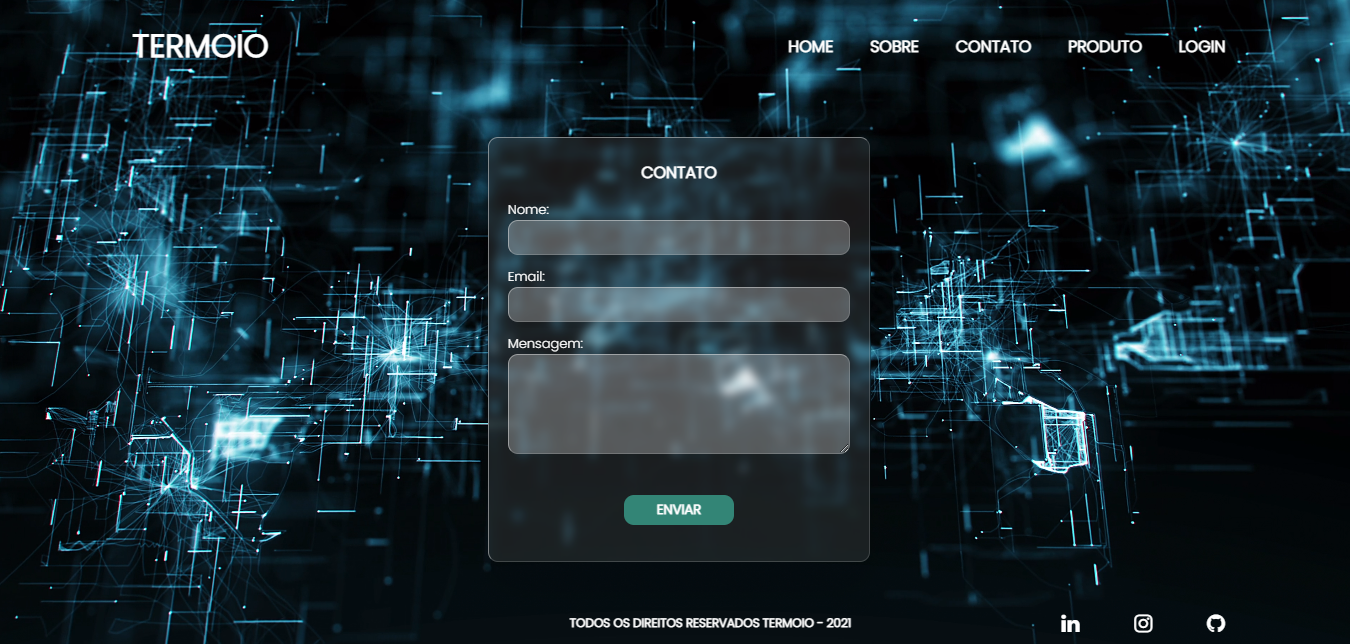 TERMOIO
HOME SOBRE CONTATO PRODUTO LOGIN
CONTATO
Nome:
Email:
Mensagem:
ENVIAR
TODOS OS DIREITOS RESERVADOS TERMOIO - 2021